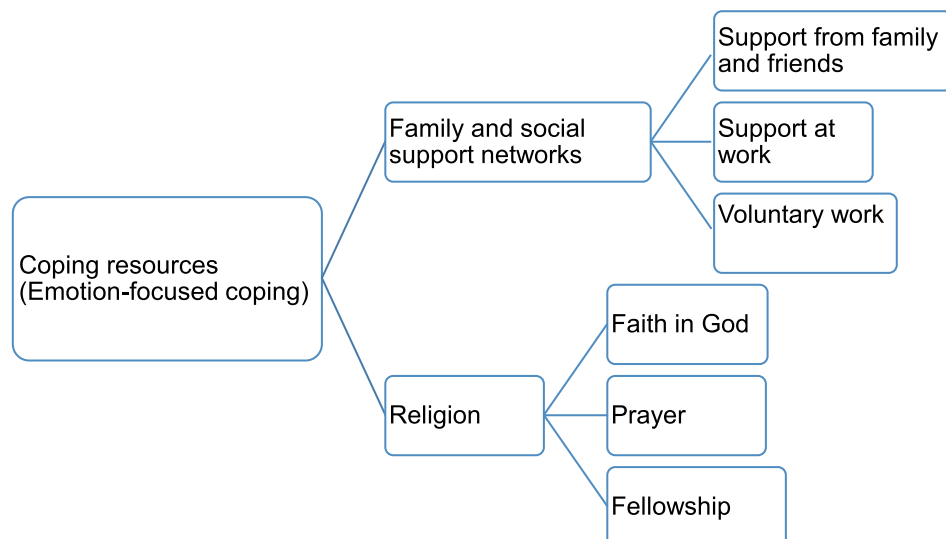 Coping resources
(Emotion-focused coping)
Family and social
support networks
Support from family
and friends
Support at
work
Voluntary work
Religion
Faith in God
Prayer
Fellowship